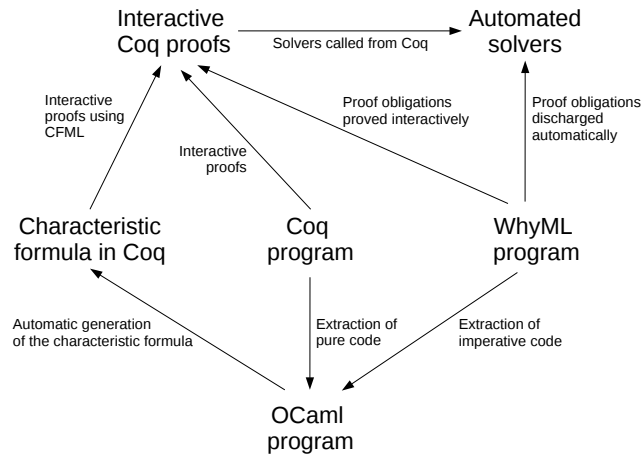 Interactive
Coq proofs
Solvers called from Coq
Automated
solvers
Interactive
proofs using
CFML
Interactive
proofs
Proof obligations
proved interactively
Proof obligations
discharged
automatically
Characteristic
formula in Coq
Coq
program
WhyML
program
Automatic generation
of the characteristic formula
Extraction of
pure code
Extraction of
imperative code
OCaml
program